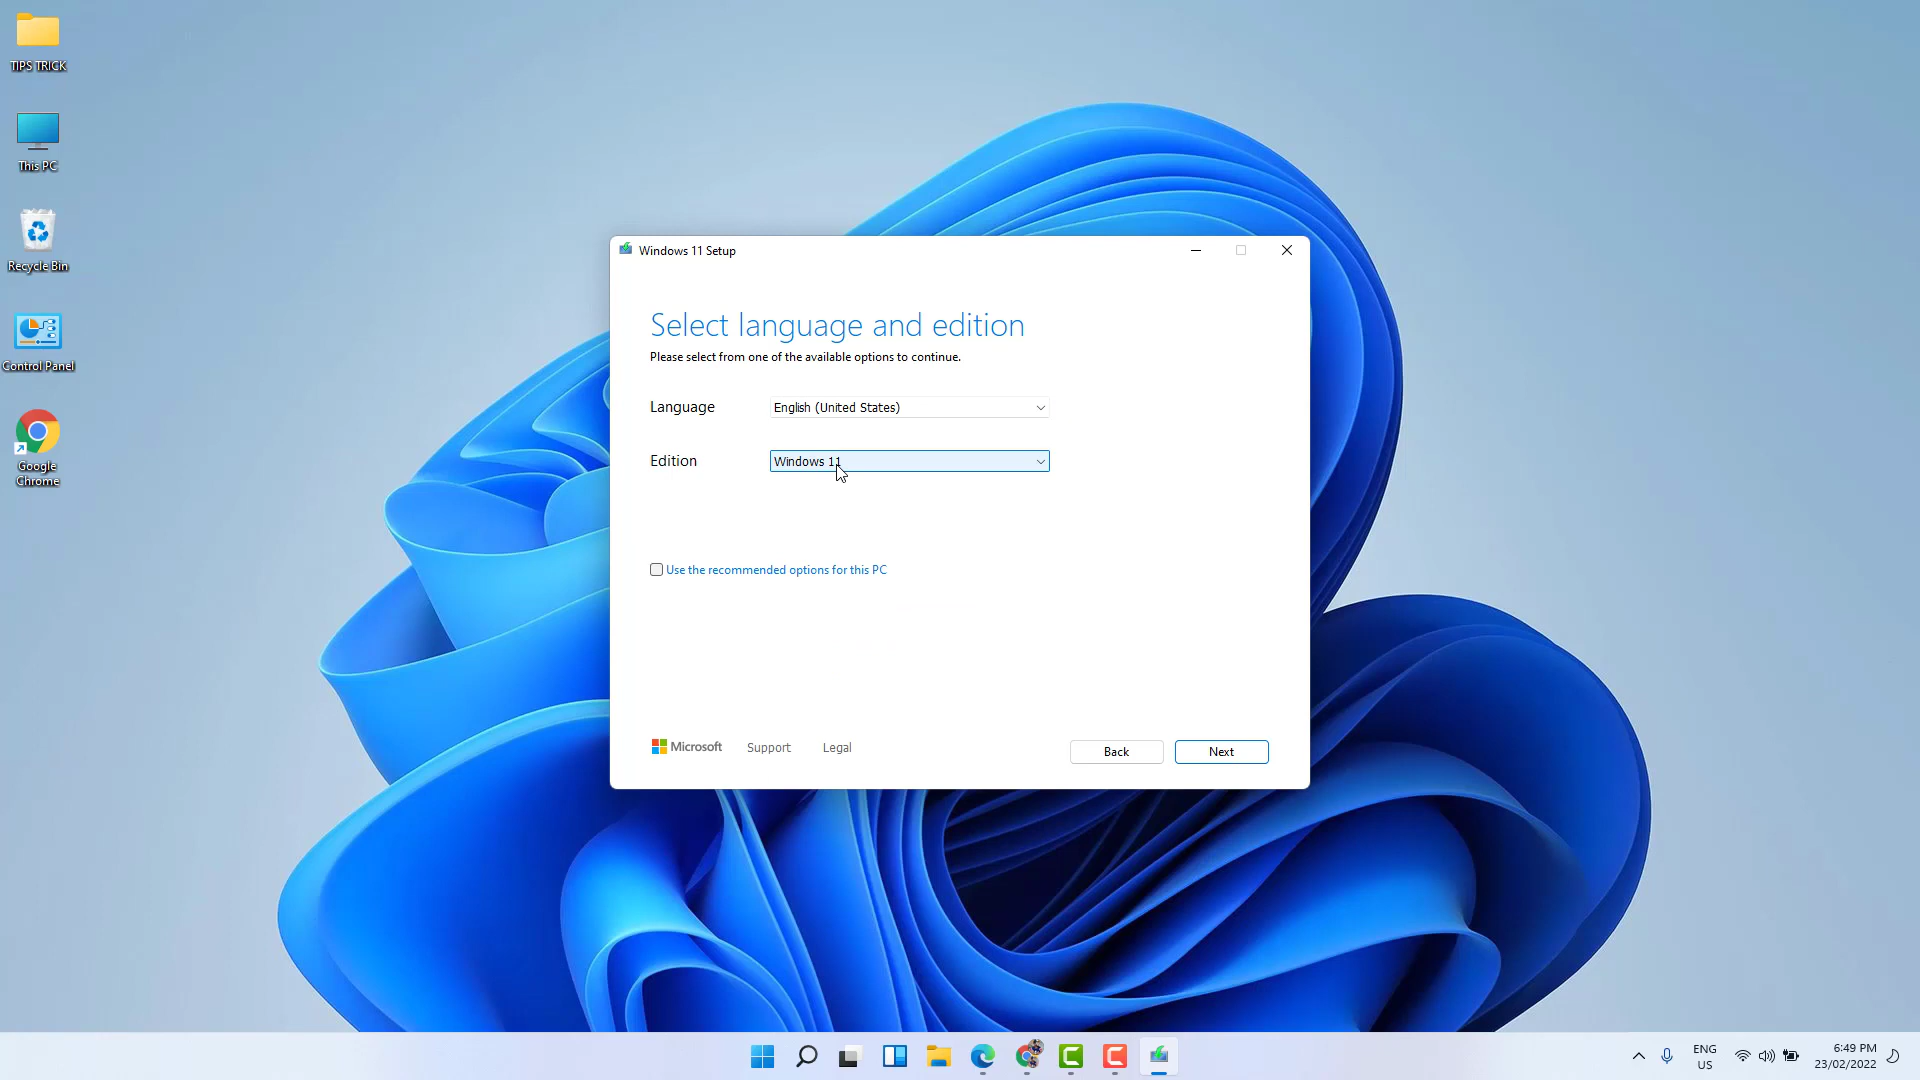 TIPS TRICK
This PC
Recycle Bin
Control Panel
Google
Chrome
Windows 11 Setup
Select language and edition
Please select from one of the available options to continue.
Language
English (United States)
Edition
Windows 11
Use the recommended options for this PC
Microsoft
Support
Legal
Back
Next
ENG
US
6:49 PM
23/02/2022